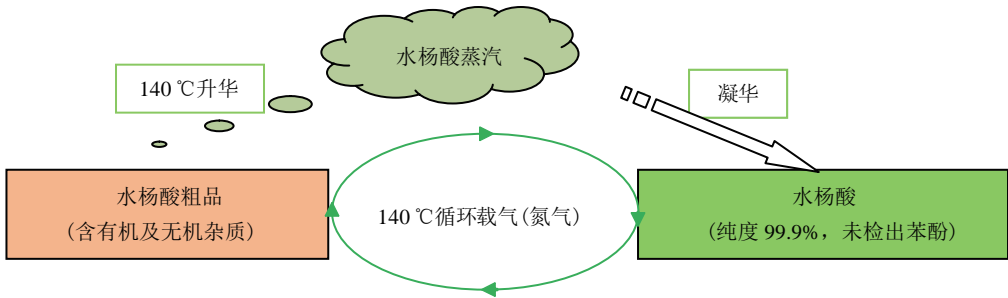 水杨酸蒸汽
140 ℃升华
凝华
水杨酸粗品
(含有机及无机杂质)
140 ℃循环载气(氮气)
水杨酸
(纯度 99.9%，未检出苯酚)